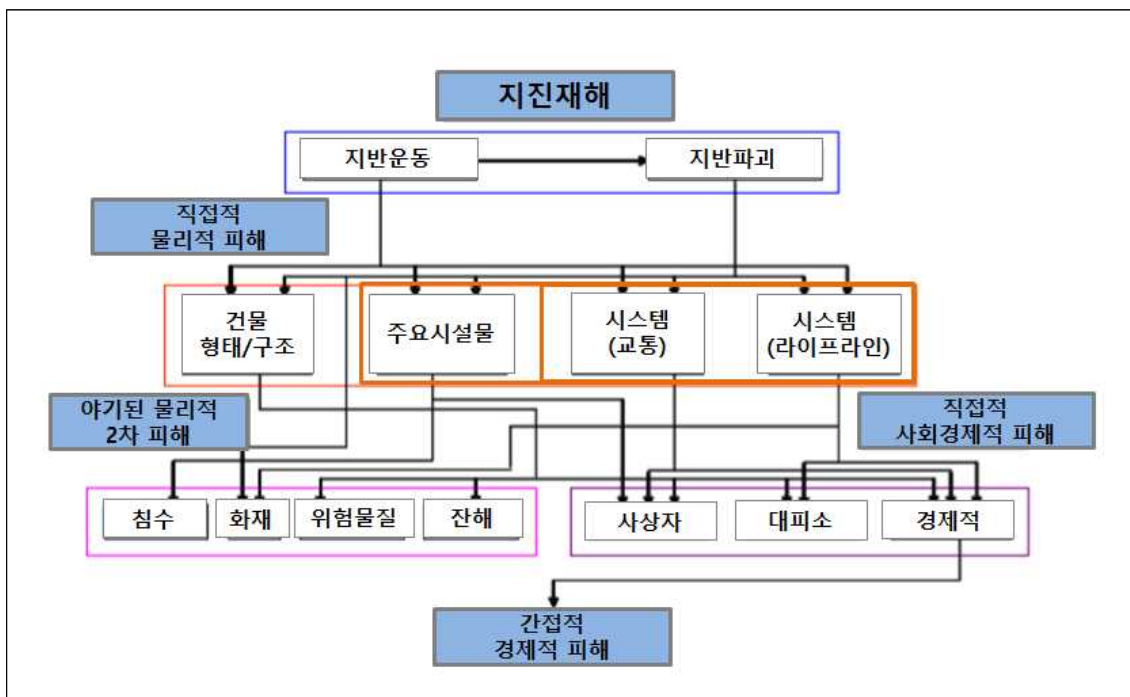 지진재해
지반운동
지반파괴
직접적
물리적 피해
건물
형태/구조
주요시설물
시스템
(교통)
시스템
(라이프라인)
야기된 물리적
2차 피해
직접적
사회경제적 피해
침수
화재
위험물질
잔해
사상자
대피소
경제적
간접적
경제적 피해